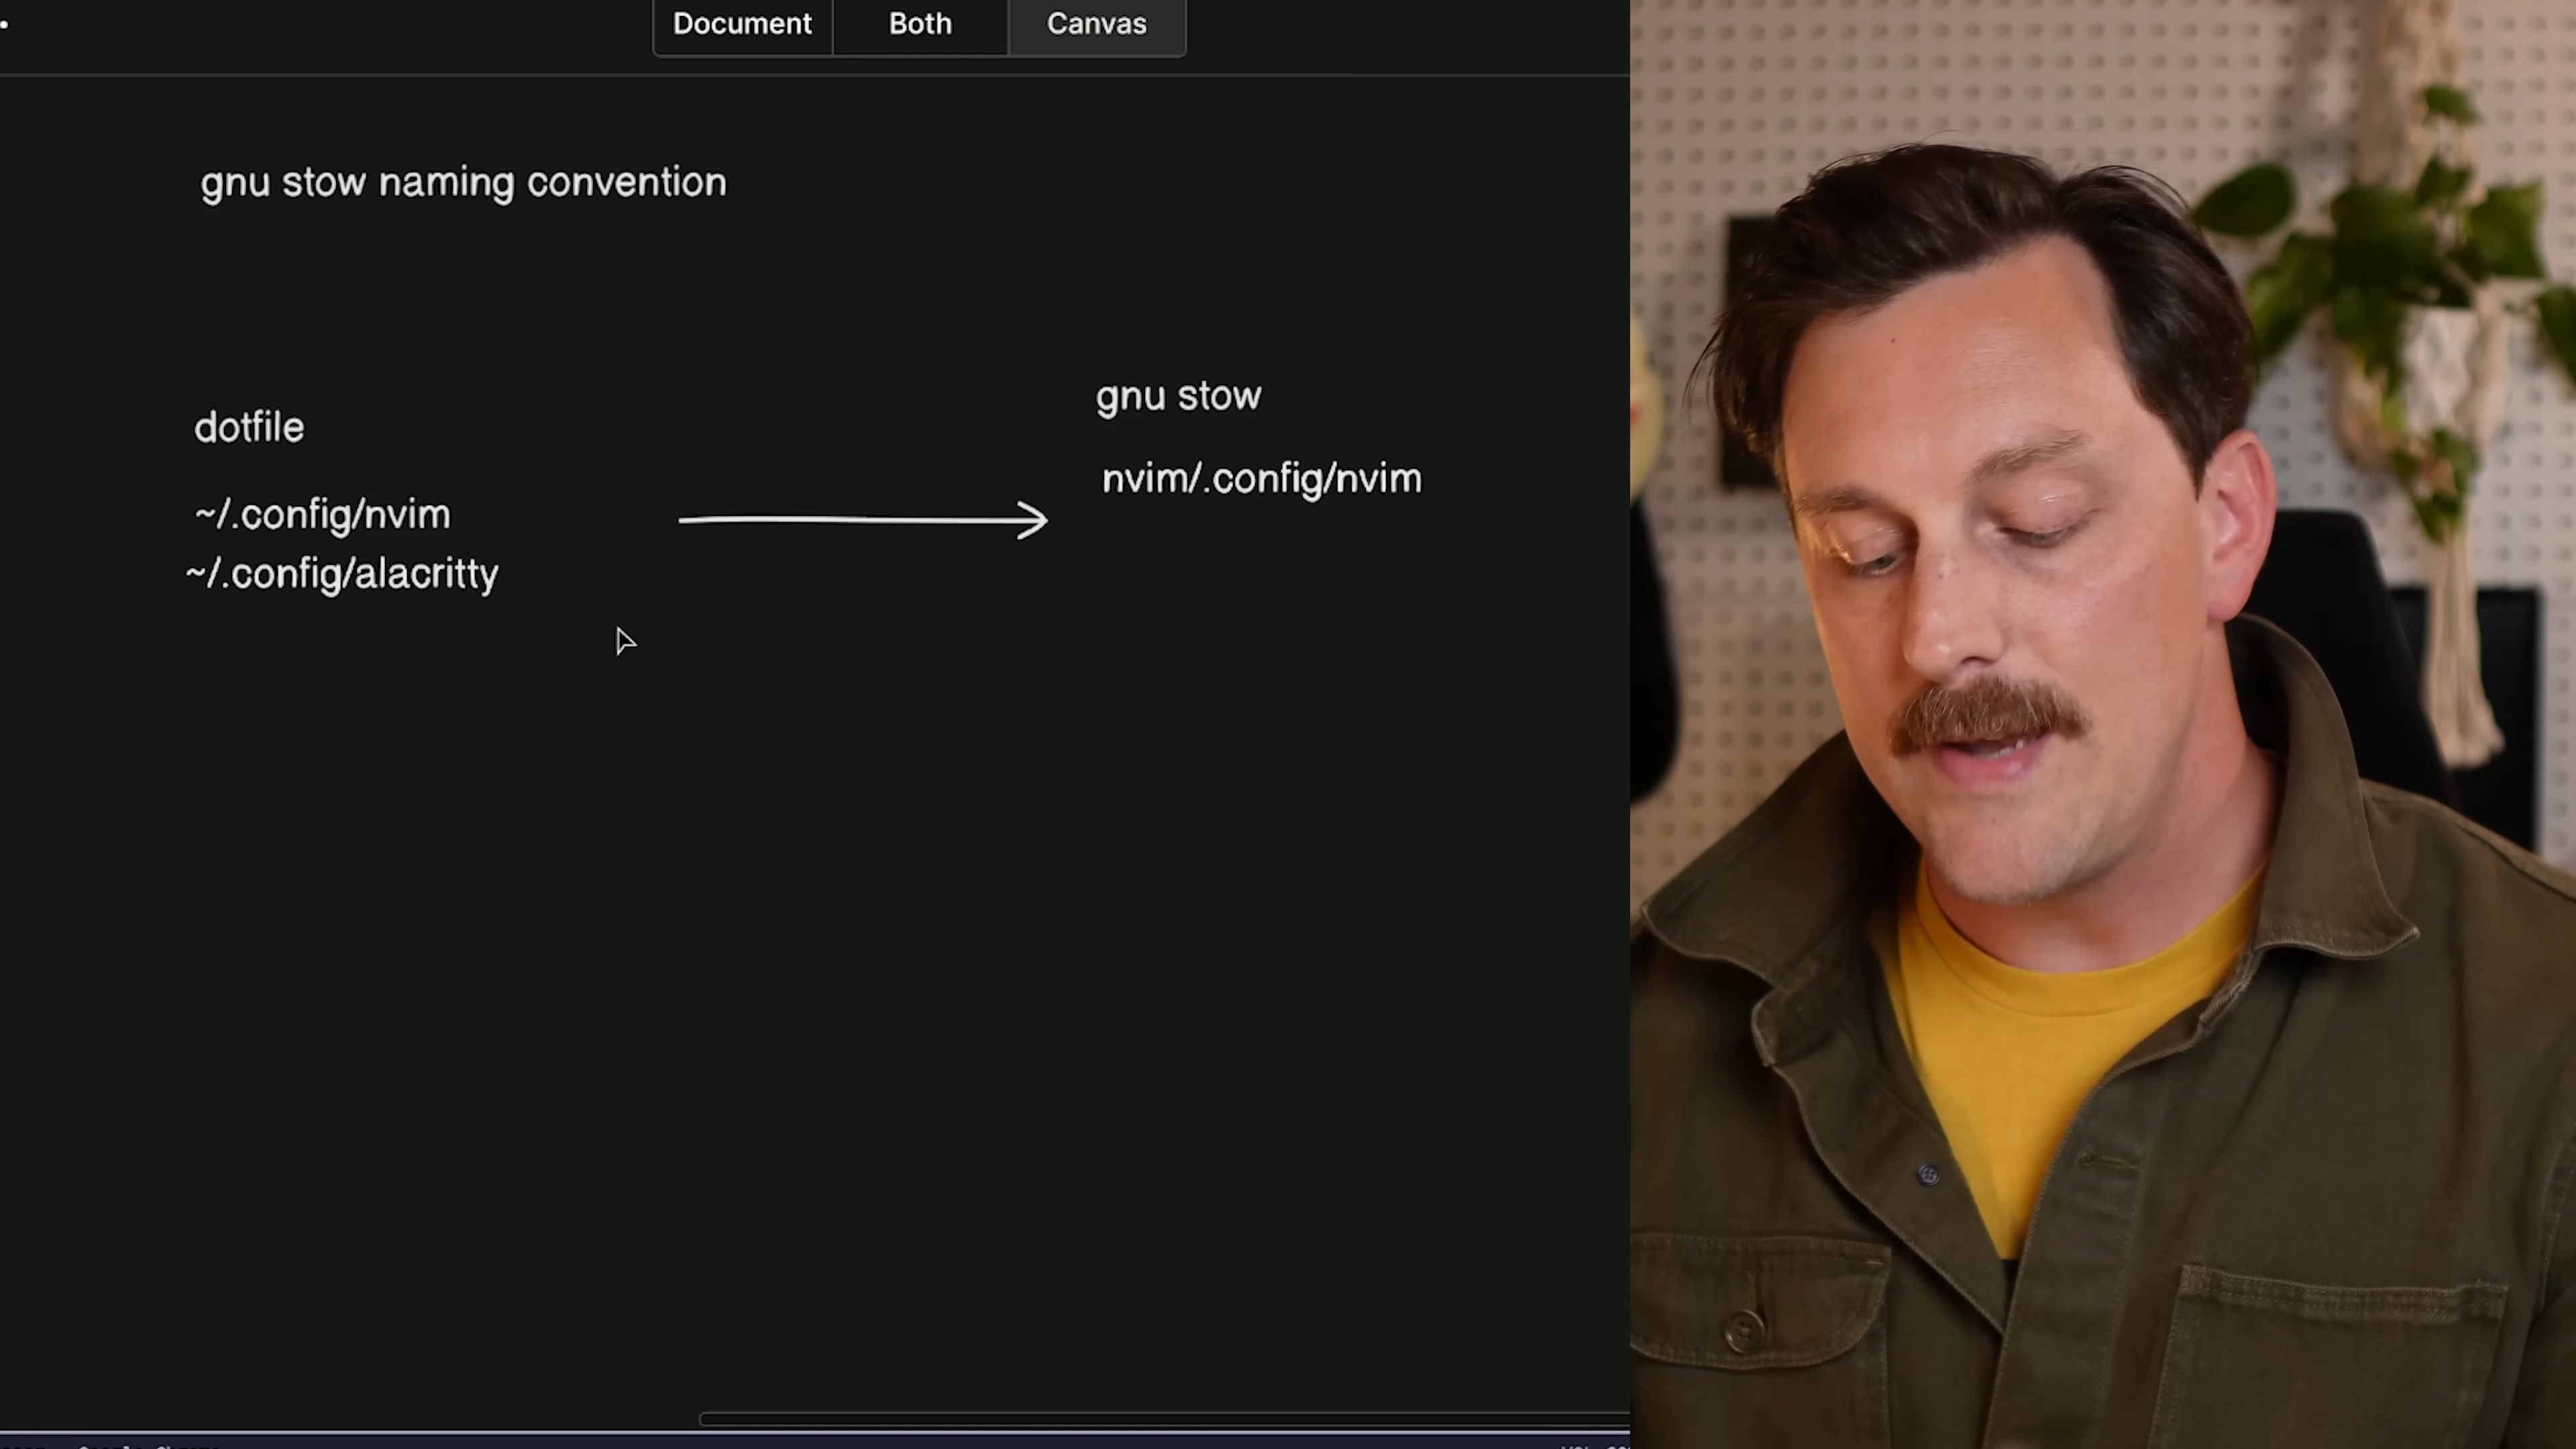 Document Both Canvas
gnu stow naming convention
dotfile
~/.config/nvim
~/.config/alacritty
gnu stow
nvim/.config/nvim